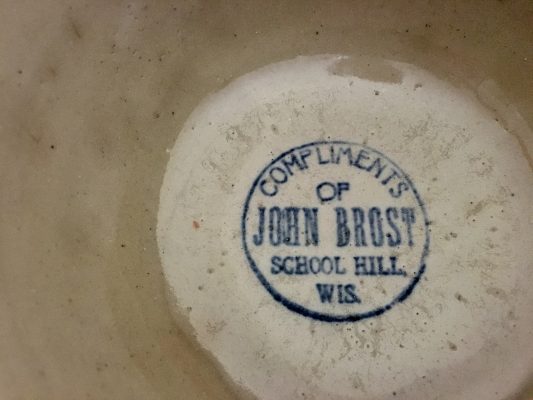 COMPLIMENTS
OF
JOHN BROST
SCHOOL HILL,
WIS.